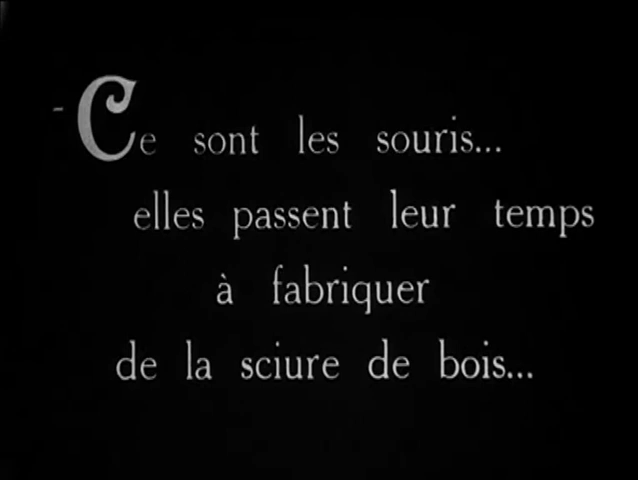 - Ce sont les souris...
elles passent leur temps
à fabriquer
de la sciure de bois...